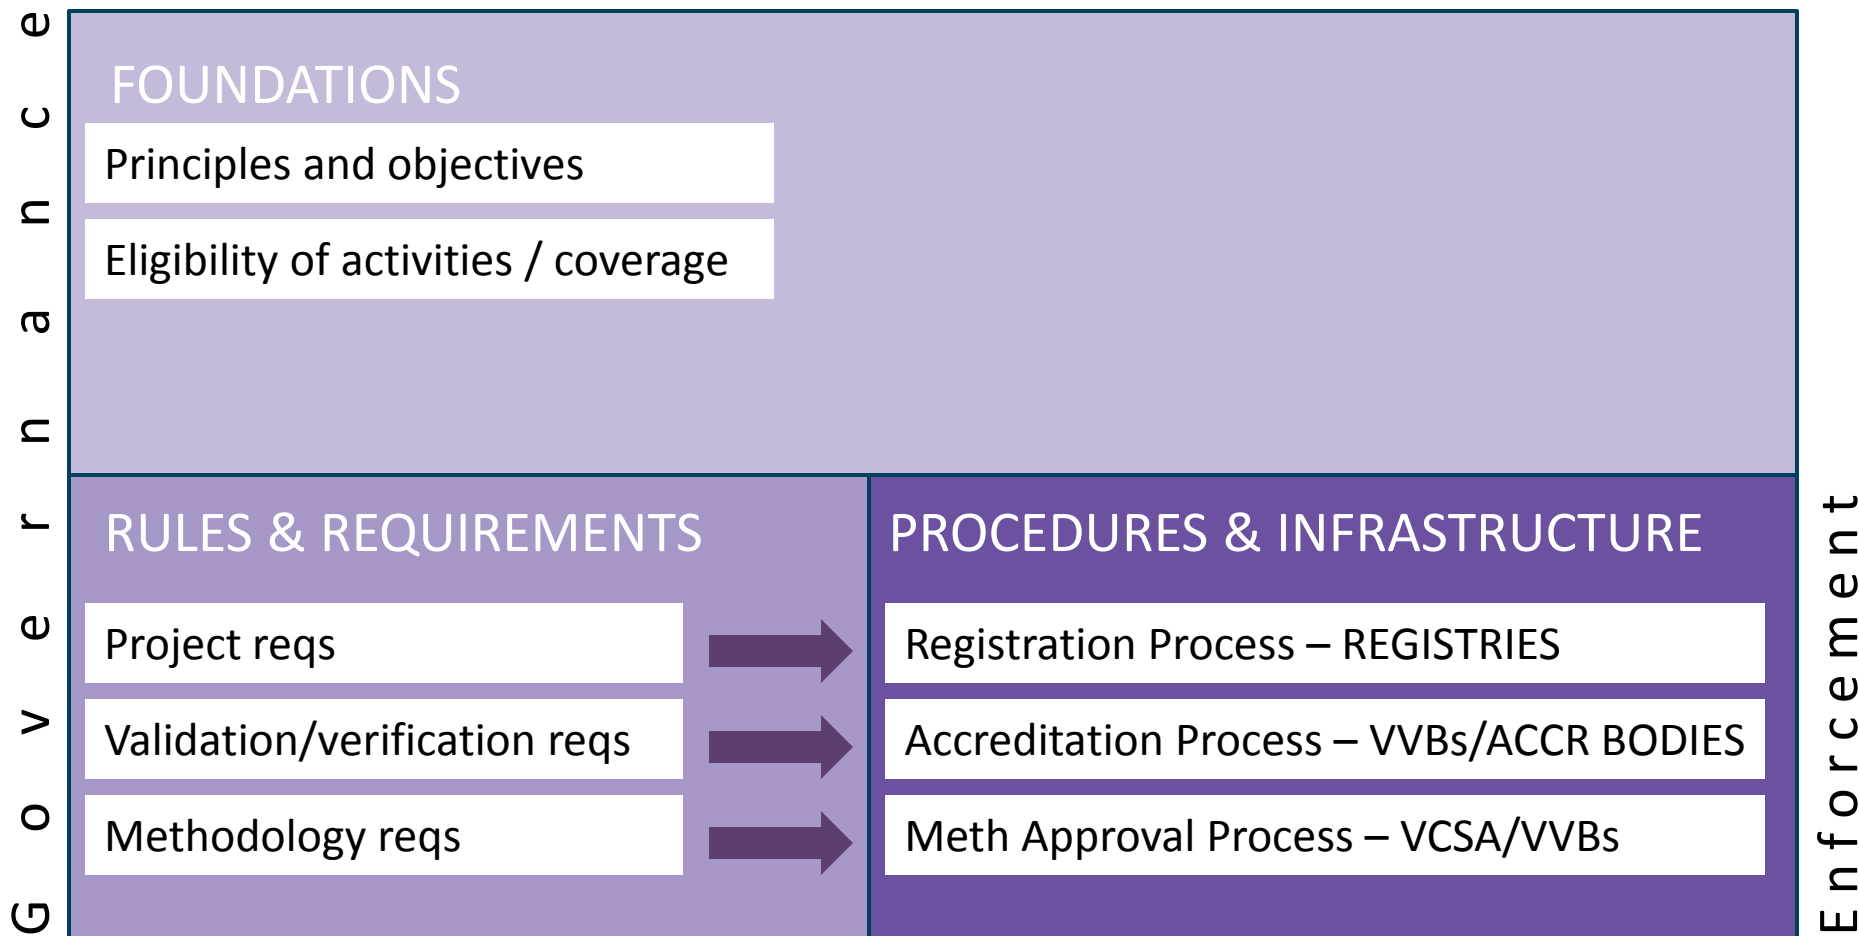 Governance
FOUNDATIONS
Principles and objectives
Eligibility of activities / coverage
RULES & REQUIREMENTS
Project reqs
Validation/verification reqs
Methodology reqs
PROCEDURES & INFRASTRUCTURE
Registration Process – REGISTRIES
Accreditation Process – VVBs/ACCR BODIES
Meth Approval Process – VCSA/VVBs
Enforcement